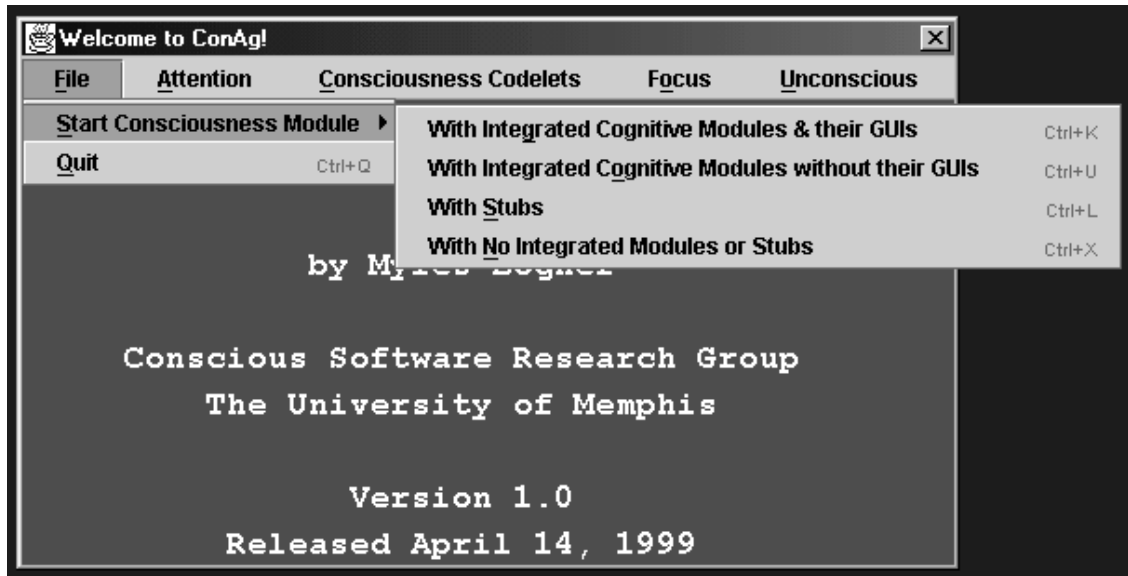 Welcome to ConAg!
File Attention Consciousness Codelets Focus Unconscious
Start Consciousness Module
Quit Ctrl+Q
With Integrated Cognitive Modules & their GUIs Ctrl+K
With Integrated Cognitive Modules without their GUIs Ctrl+U
With Stubs Ctrl+L
With No Integrated Modules or Stubs Ctrl+X
by
Conscious Software Research Group
The University of Memphis
Version 1.0
Released April 14, 1999